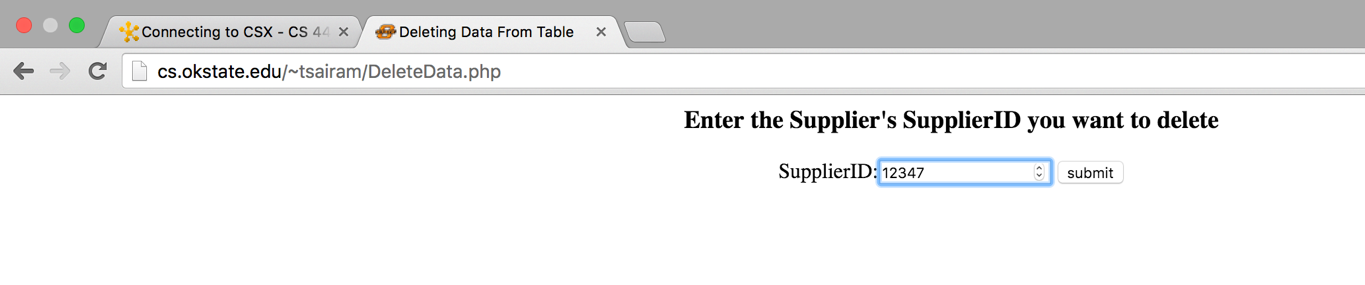 Connecting to CSX - CS 44
Deleting Data From Table
cs.okstate.edu/~tsairam/DeleteData.php
Enter the Supplier's SupplierID you want to delete
SupplierID: 12347 submit